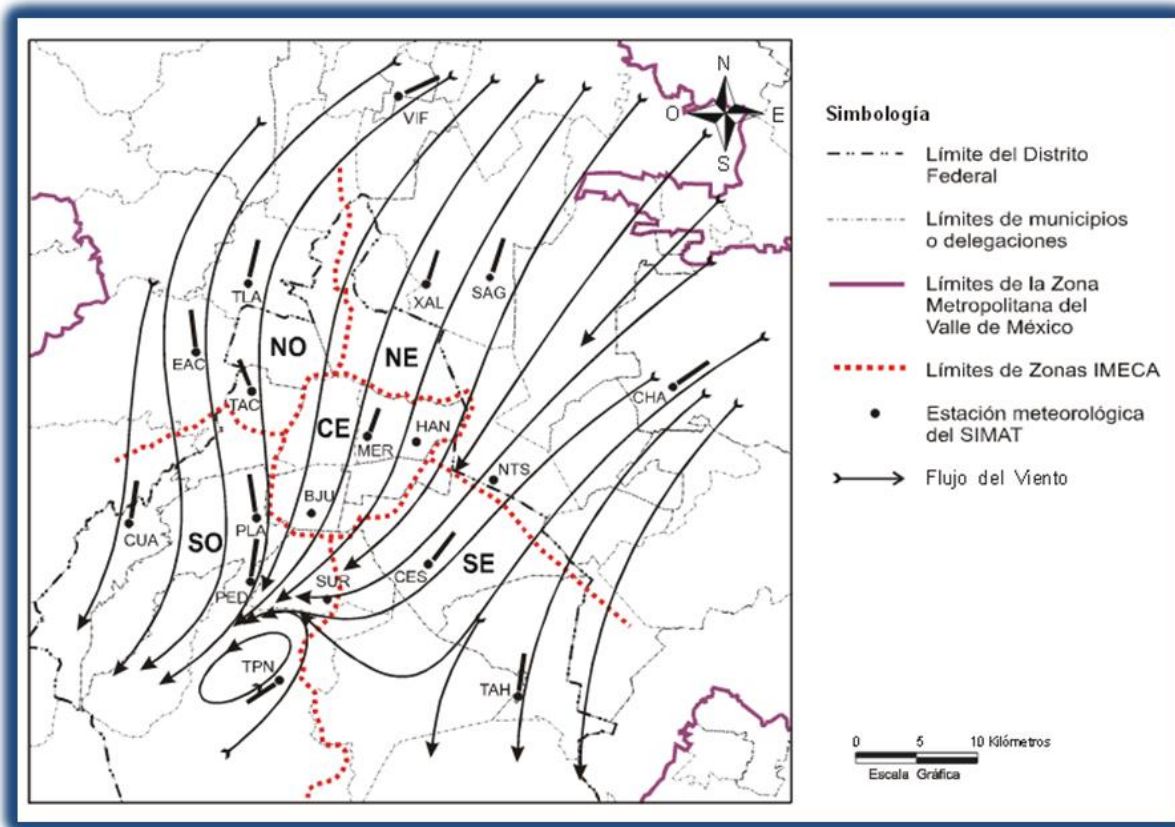 N
O
E
S
VIF
TLA
XAL
SAG
EAC
NO
NE
TAC
CHA
CE
MER
HAN
NTS
BJU
CUA
SO
PLA
SE
CES
PED
SUR
TPN
TAH
Simbología
Límite del Distrito
Federal
Límites de municipios
o delegaciones
Límites de la Zona
Metropolitana del
Valle de México
Límites de Zonas IMECA
Estación meteorológica
del SIMAT
Flujo del Viento
0 5 10 Kilómetros
Escala Gráfica